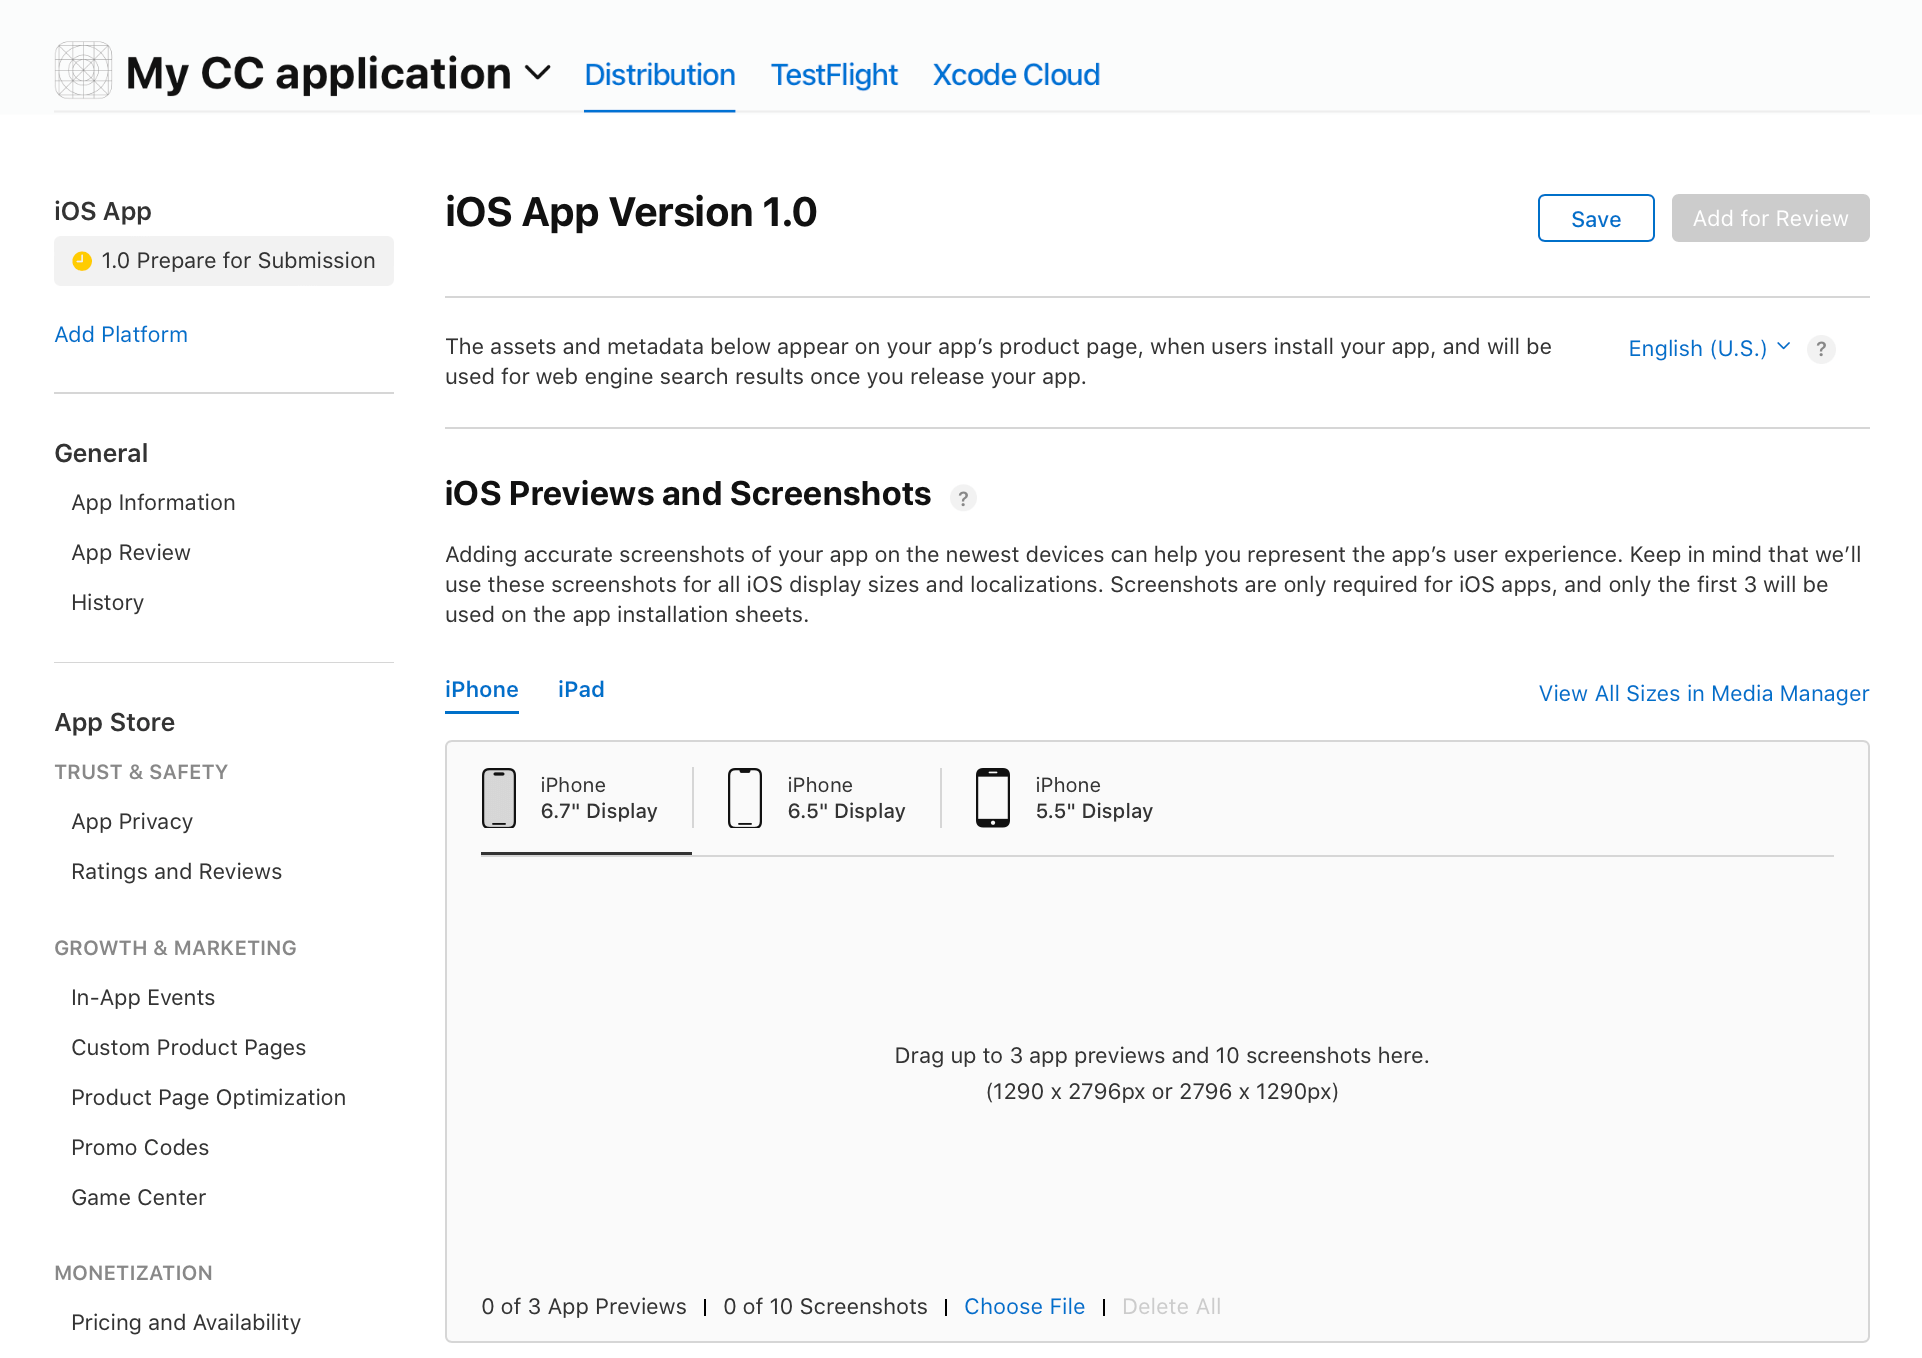 My CC application
Distribution
TestFlight
Xcode Cloud
iOS App
1.0 Prepare for Submission
Add Platform
General
App Information
App Review
History
App Store
TRUST & SAFETY
App Privacy
Ratings and Reviews
GROWTH & MARKETING
In-App Events
Custom Product Pages
Product Page Optimization
Promo Codes
Game Center
MONETIZATION
Pricing and Availability
iOS App Version 1.0
Save
Add for Review
The assets and metadata below appear on your app’s product page, when users install your app, and will be
used for web engine search results once you release your app.
English (U.S.)
?
iOS Previews and Screenshots
?
Adding accurate screenshots of your app on the newest devices can help you represent the app’s user experience. Keep in mind that we’ll
use these screenshots for all iOS display sizes and localizations. Screenshots are only required for iOS apps, and only the first 3 will be
used on the app installation sheets.
iPhone
iPad
View All Sizes in Media Manager
iPhone
6.7" Display
iPhone
6.5" Display
iPhone
5.5" Display
Drag up to 3 app previews and 10 screenshots here.
(1290 x 2796px or 2796 x 1290px)
0 of 3 App Previews | 0 of 10 Screenshots | Choose File | Delete All